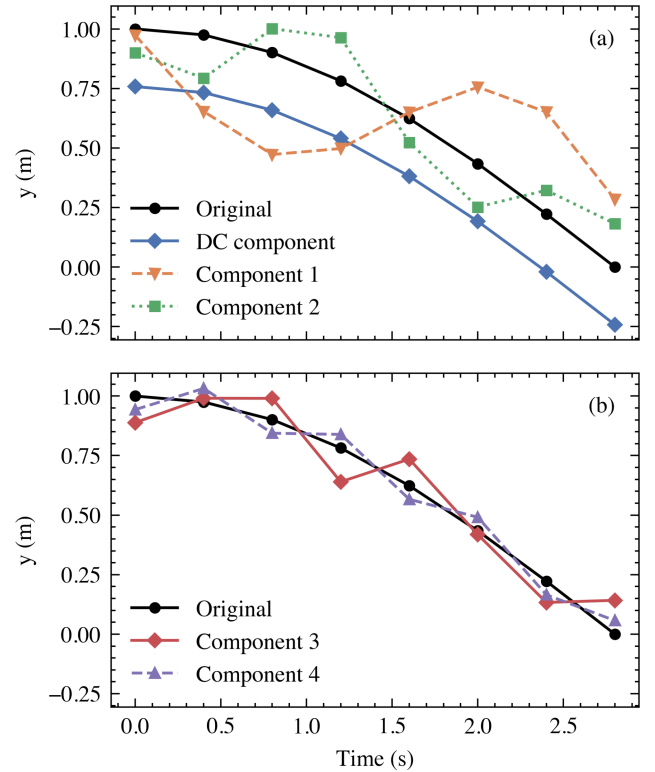 (a)
1.00
0.75
0.50
0.25
0.00
−0.25
y (m)
Original
DC component
Component 1
Component 2
(b)
1.00
0.75
0.50
0.25
0.00
−0.25
y (m)
Original
Component 3
Component 4
0.0 0.5 1.0 1.5 2.0 2.5
Time (s)